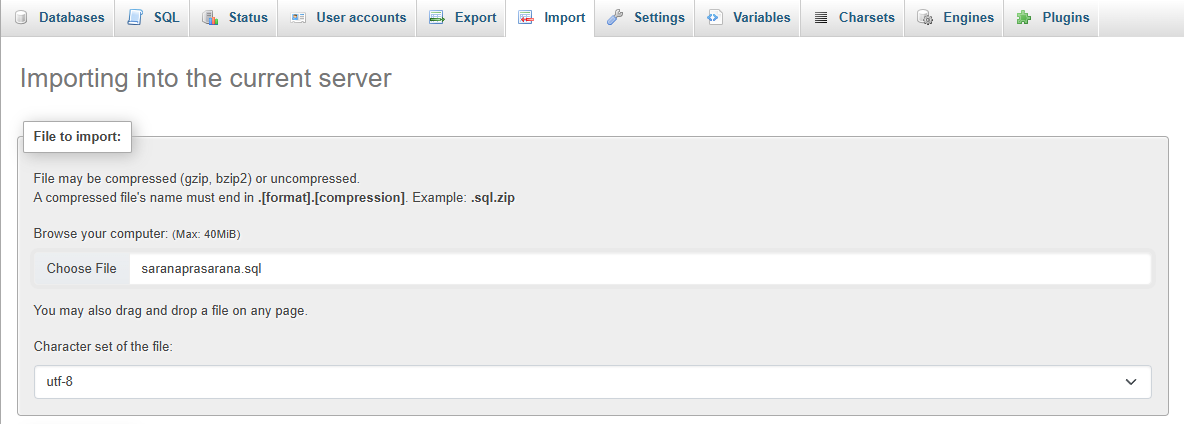 Databases SQL Status User accounts Export Import Settings Variables Charsets Engines Plugins
Importing into the current server
File to import:
File may be compressed (gzip, bzip2) or uncompressed.
A compressed file's name must end in .[format].[compression]. Example: .sql.zip
Browse your computer: (Max: 40MiB)
Choose File saranaprasarana.sql
You may also drag and drop a file on any page.
Character set of the file:
utf-8